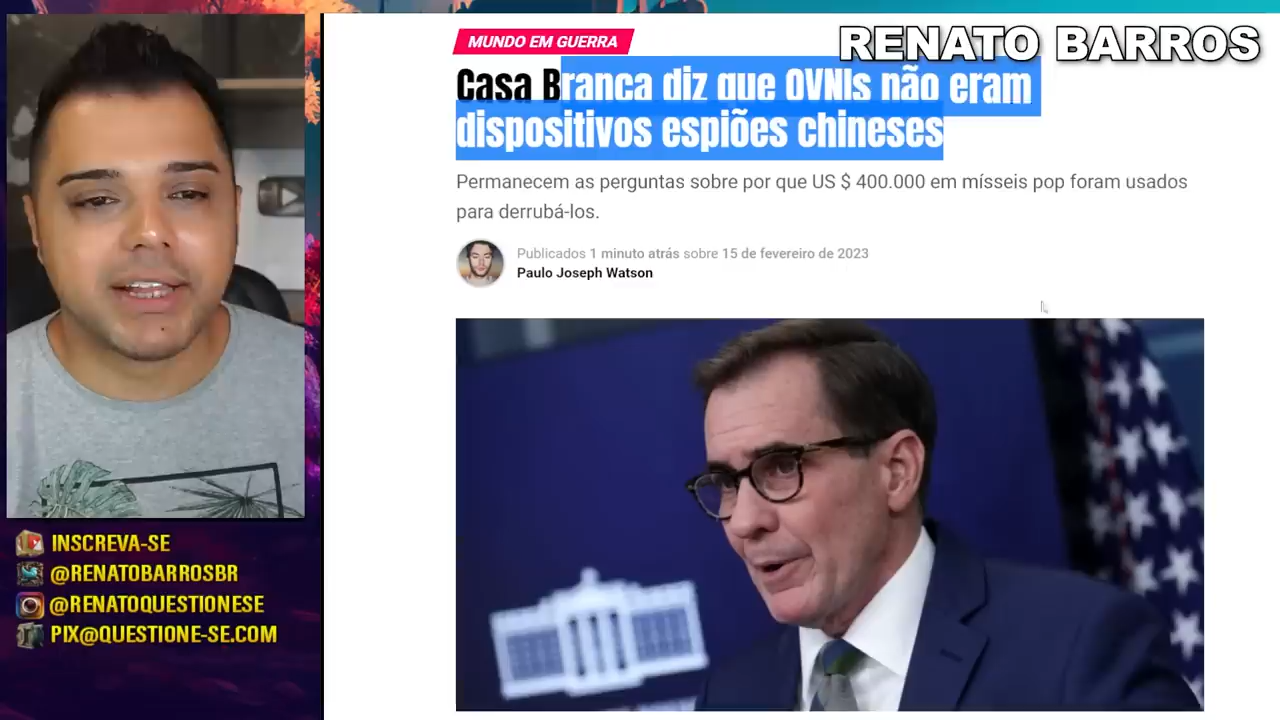 RENATO BARROS
MUNDO EM GUERRA
Casa Branca diz que OVNIs não eram
dispositivos espiões chineses
Permanecem as perguntas sobre por que US $ 400.000 em mísseis pop foram usados
para derrubá-los.
Publicados 1 minuto atrás sobre 15 de fevereiro de 2023
Paulo Joseph Watson
INSCREVA-SE
@RENATOBARROSBR
@RENATOQUESTIONESE
PIX@QUESTIONE-SE.COM